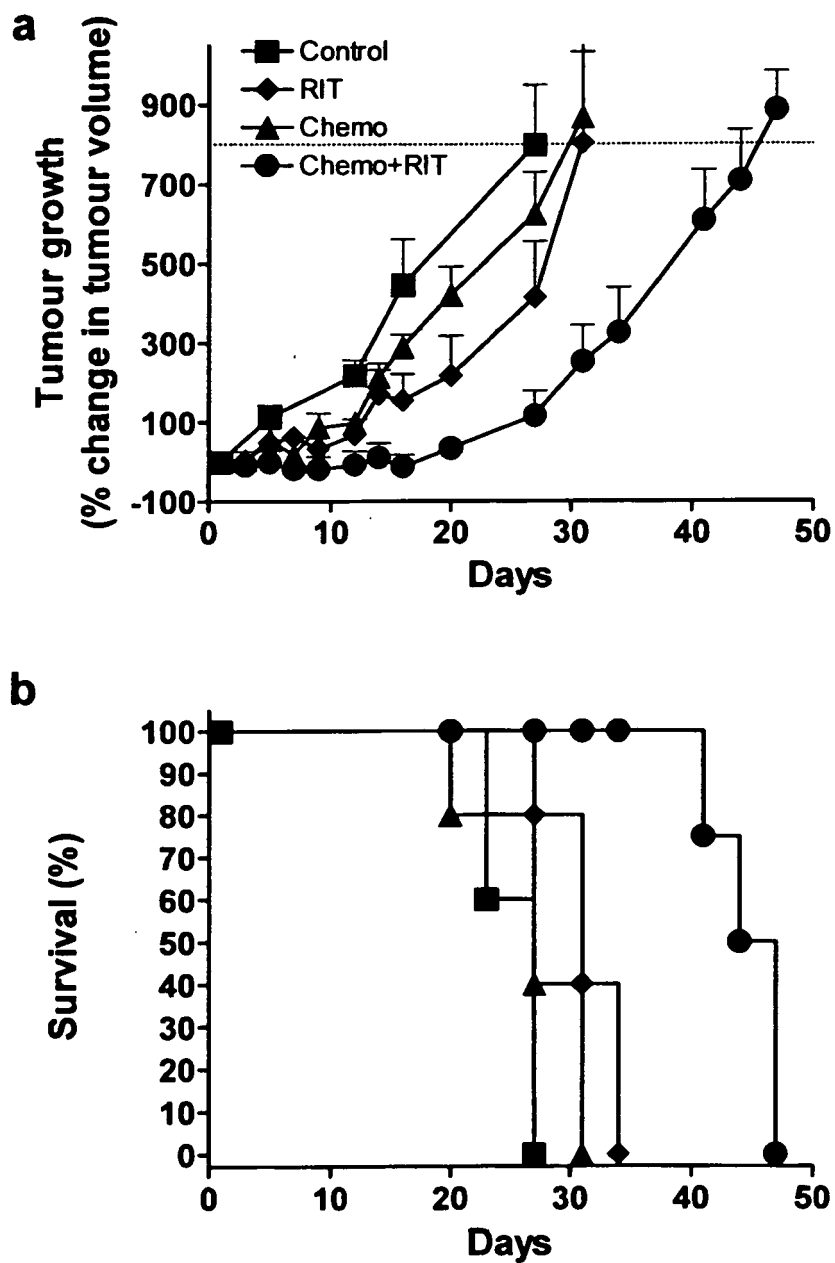 a
Control
RIT
Chemo
Chemo+RIT
Tumour growth
(% change in tumour volume)
900
700
500
300
100
-100
0 10 20 30 40 50
Days
b
Survival (%)
100
90
80
70
60
50
40
30
20
10
0
0 10 20 30 40 50
Days